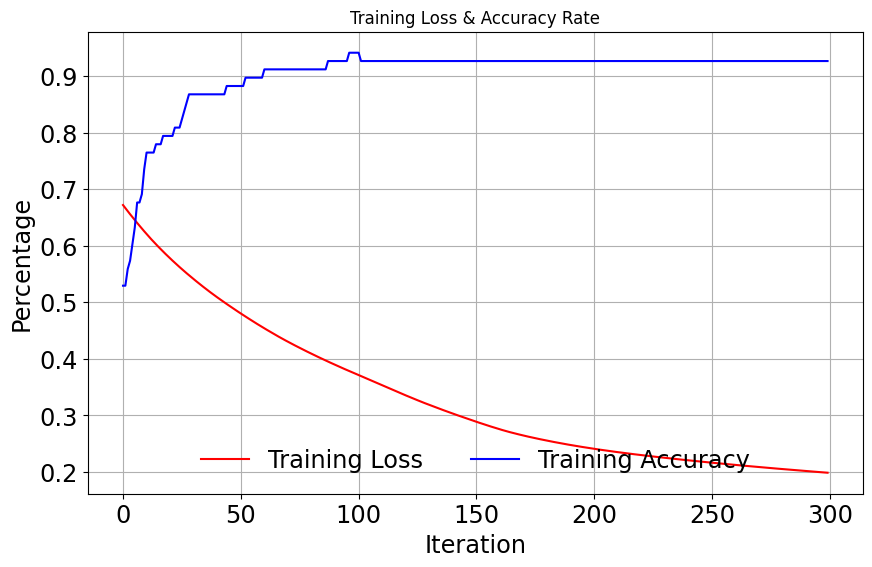 Training Loss & Accuracy Rate
Percentage
0.9
0.8
0.7
0.6
0.5
0.4
0.3
0.2
Training Loss Training Accuracy
0 50 100 150 200 250 300
Iteration